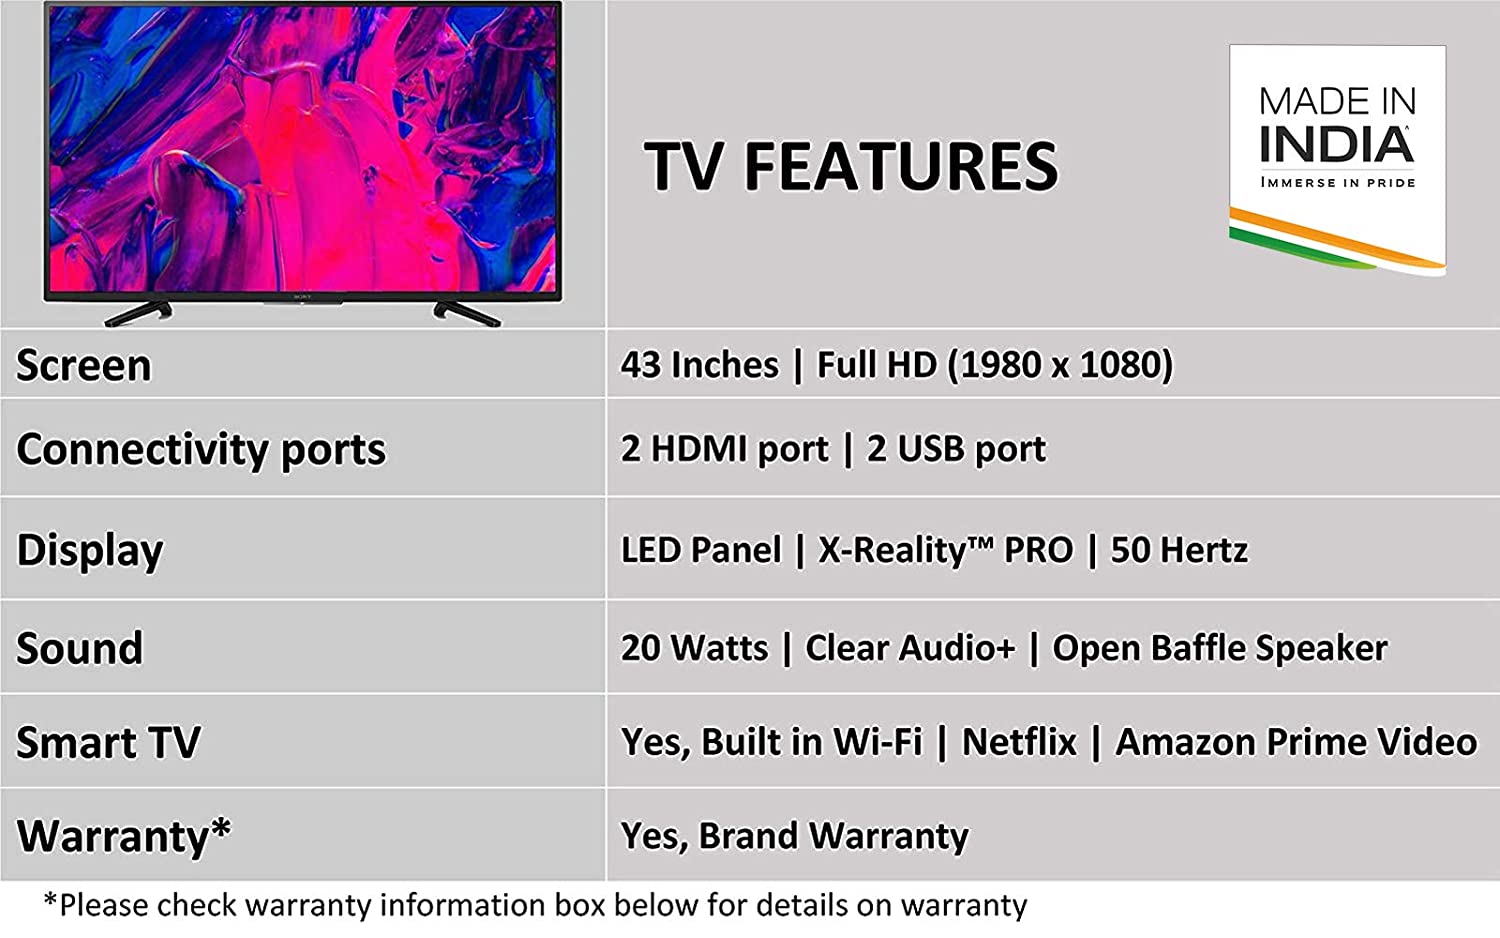 SONY
TV FEATURES
MADE IN
INDIA
IMMERSE IN PRIDE
Screen
43 Inches | Full HD (1980 x 1080)
Connectivity ports
2 HDMI port | 2 USB port
Display
LED Panel | X-Reality™ PRO | 50 Hertz
Sound
20 Watts | Clear Audio+ | Open Baffle Speaker
Smart TV
Yes, Built in Wi-Fi | Netflix | Amazon Prime Video
Warranty*
Yes, Brand Warranty
*Please check warranty information box below for details on warranty